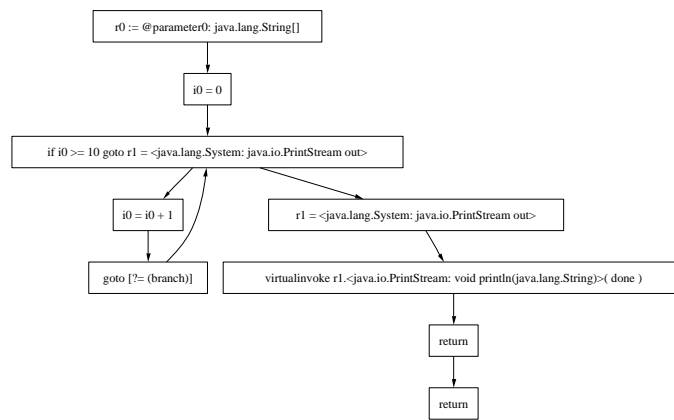 r0 := @parameter0: java.lang.String[]
i0 = 0
if i0 >= 10 goto r1 = <java.lang.System: java.io.PrintStream out>
i0 = i0 + 1
r1 = <java.lang.System: java.io.PrintStream out>
goto [?= (branch)]
virtualinvoke r1.<java.io.PrintStream: void println(java.lang.String)>( done )
return
return